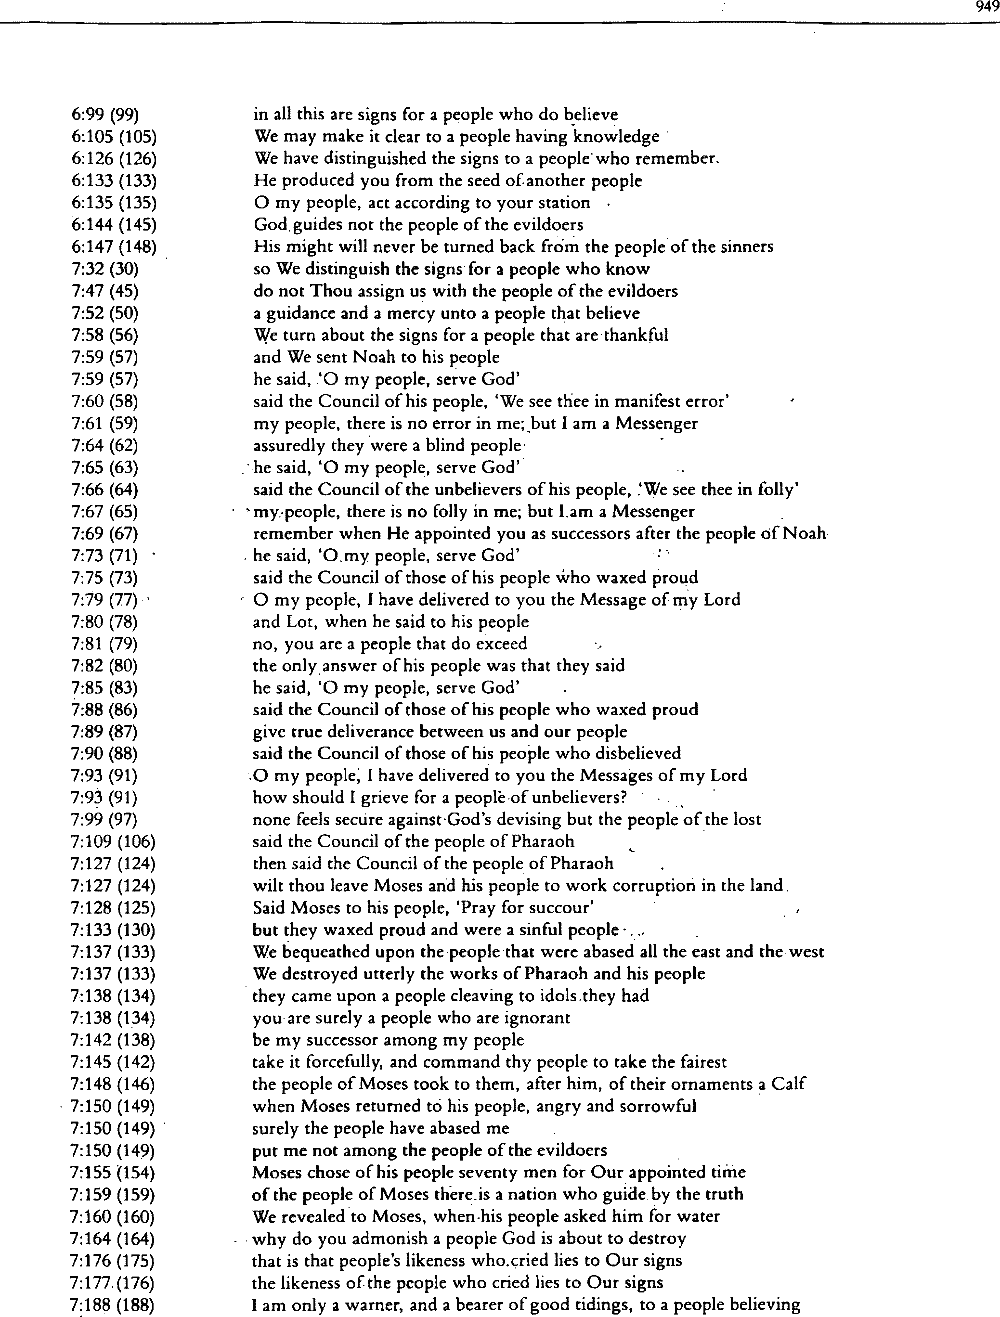 949
6:99 (99) in all this are signs for a people who do believe
6:105 (105) We may make it clear to a people having knowledge
6:126 (126) We have distinguished the signs to a people who remember.
6:133 (133) He produced you from the seed of another people
6:135 (135) O my people, act according to your station
6:144 (145) God guides not the people of the evildoers
6:147 (148) His might will never be turned back from the people of the sinners
7:32 (30) so We distinguish the signs for a people who know
7:47 (45) do not Thou assign us with the people of the evildoers
7:52 (50) a guidance and a mercy unto a people that believe
7:58 (56) We turn about the signs for a people that are thankful
7:59 (57) and We sent Noah to his people
7:59 (57) he said, 'O my people, serve God'
7:60 (58) said the Council of his people, 'We see thee in manifest error'
7:61 (59) my people, there is no error in me; but I am a Messenger
7:64 (62) assuredly they were a blind people
7:65 (63) he said, 'O my people, serve God'
7:66 (64) said the Council of the unbelievers of his people, 'We see thee in folly'
7:67 (65) my people, there is no folly in me; but I am a Messenger
7:69 (67) remember when He appointed you as successors after the people of Noah
7:73 (71) he said, 'O my people, serve God'
7:75 (73) said the Council of those of his people who waxed proud
7:79 (77) O my people, I have delivered to you the Message of my Lord
7:80 (78) and Lot, when he said to his people
7:81 (79) no, you are a people that do exceed
7:82 (80) the only answer of his people was that they said
7:85 (83) he said, 'O my people, serve God'
7:88 (86) said the Council of those of his people who waxed proud
7:89 (87) give true deliverance between us and our people
7:90 (88) said the Council of those of his people who disbelieved
7:93 (91) O my people, I have delivered to you the Messages of my Lord
7:93 (91) how should I grieve for a people of unbelievers?
7:99 (97) none feels secure against God's devising but the people of the lost
7:109 (106) said the Council of the people of Pharaoh
7:127 (124) then said the Council of the people of Pharaoh
7:127 (124) wilt thou leave Moses and his people to work corruption in the land
7:128 (125) Said Moses to his people, 'Pray for succour'
7:133 (130) but they waxed proud and were a sinful people
7:137 (133) We bequeathed upon the people that were abased all the east and the west
7:137 (133) We destroyed utterly the works of Pharaoh and his people
7:138 (134) they came upon a people cleaving to idols they had
7:138 (134) you are surely a people who are ignorant
7:142 (138) be my successor among my people
7:145 (142) take it forcefully, and command thy people to take the fairest
7:148 (146) the people of Moses took to them, after him, of their ornaments a Calf
7:150 (149) when Moses returned to his people, angry and sorrowful
7:150 (149) surely the people have abased me
7:150 (149) put me not among the people of the evildoers
7:155 (154) Moses chose of his people seventy men for Our appointed time
7:159 (159) of the people of Moses there is a nation who guide by the truth
7:160 (160) We revealed to Moses, when his people asked him for water
7:164 (164) why do you admonish a people God is about to destroy
7:176 (175) that is that people's likeness who cried lies to Our signs
7:177 (176) the likeness of the people who cried lies to Our signs
7:188 (188) I am only a warner, and a bearer of good tidings, to a people believing